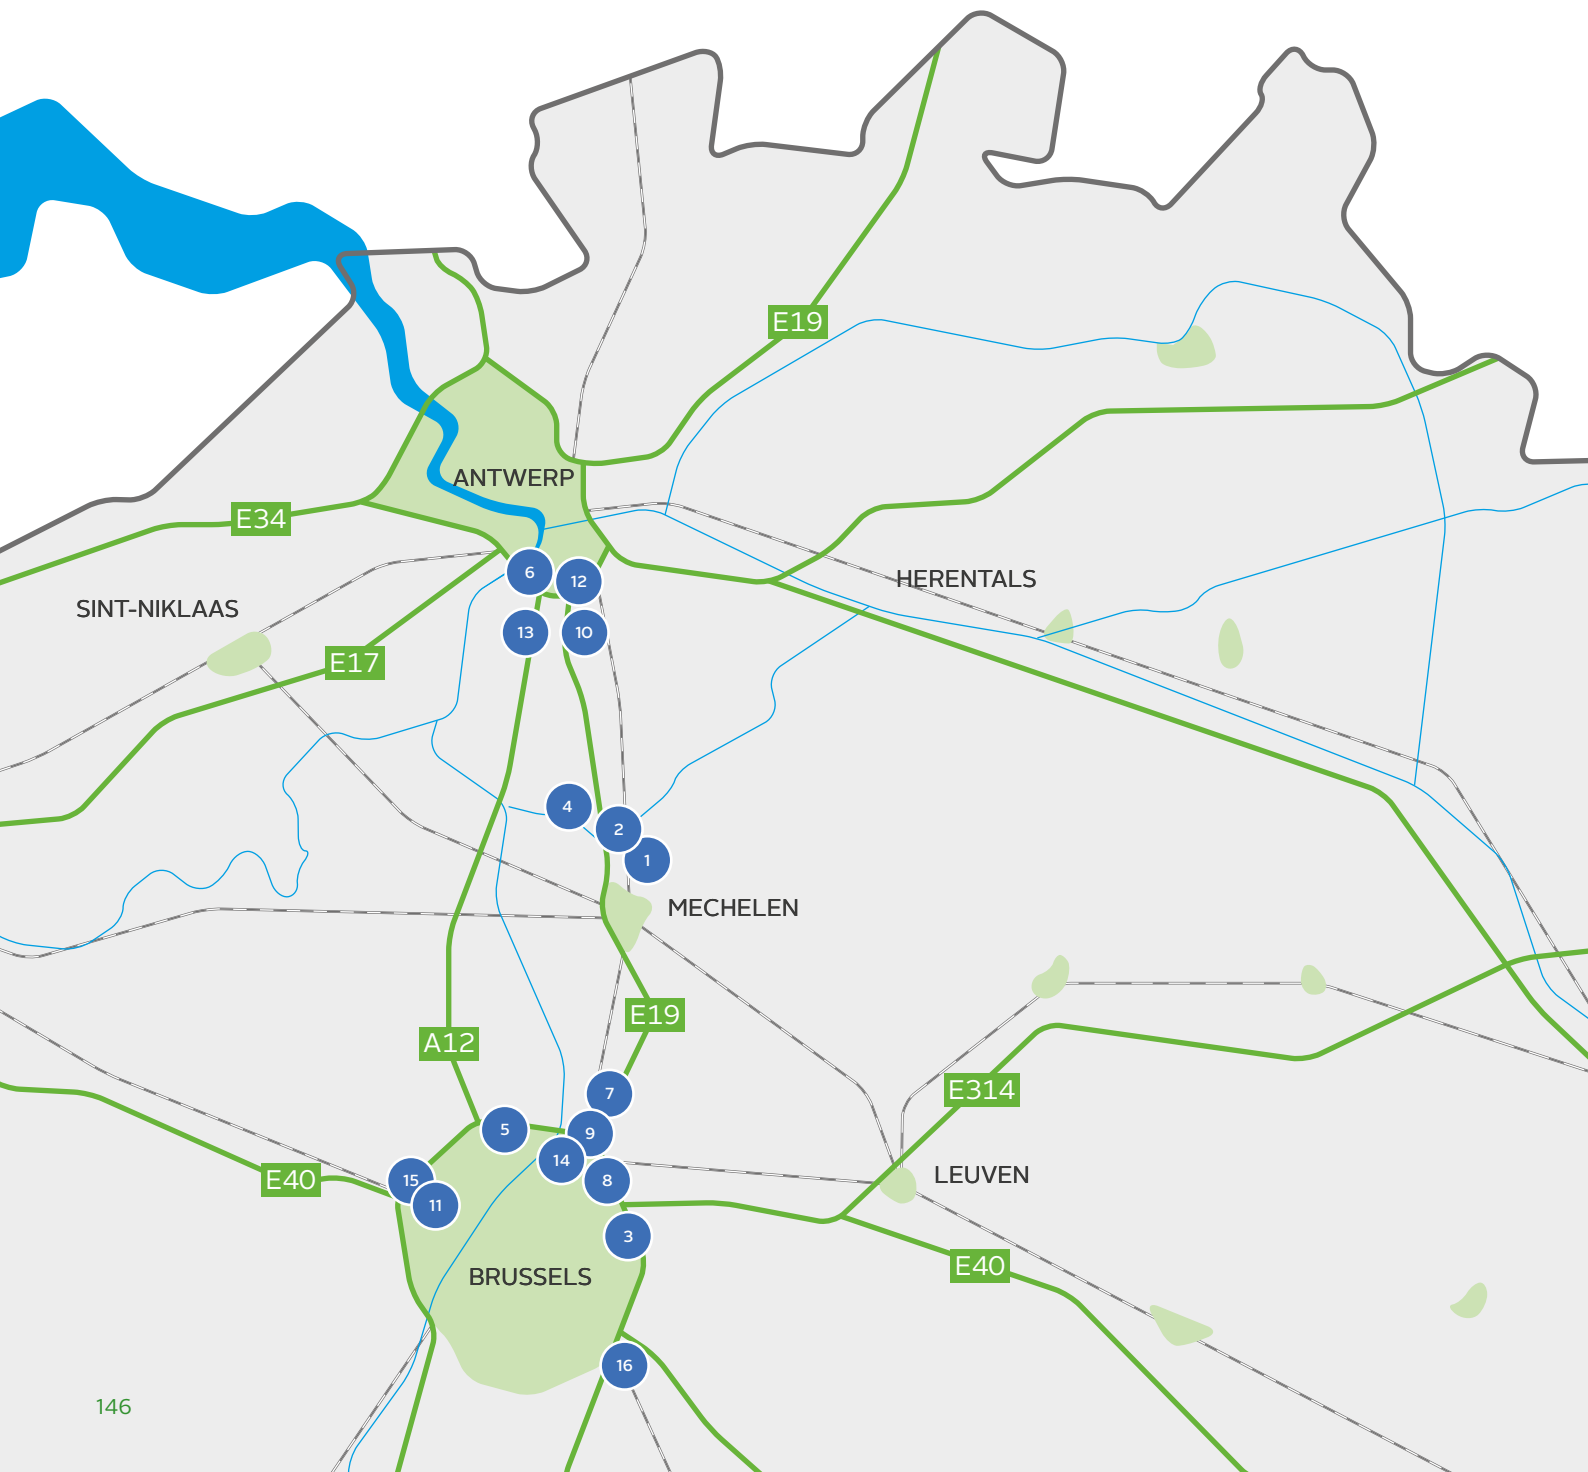 E19
ANTWERP
E34
6
12
HERENTALS
SINT-NIKLAAS
13
10
E17
4
2
1
MECHELEN
E19
A12
7
E314
5
9
14
15
8
E40
LEUVEN
11
3
E40
BRUSSELS
16
146